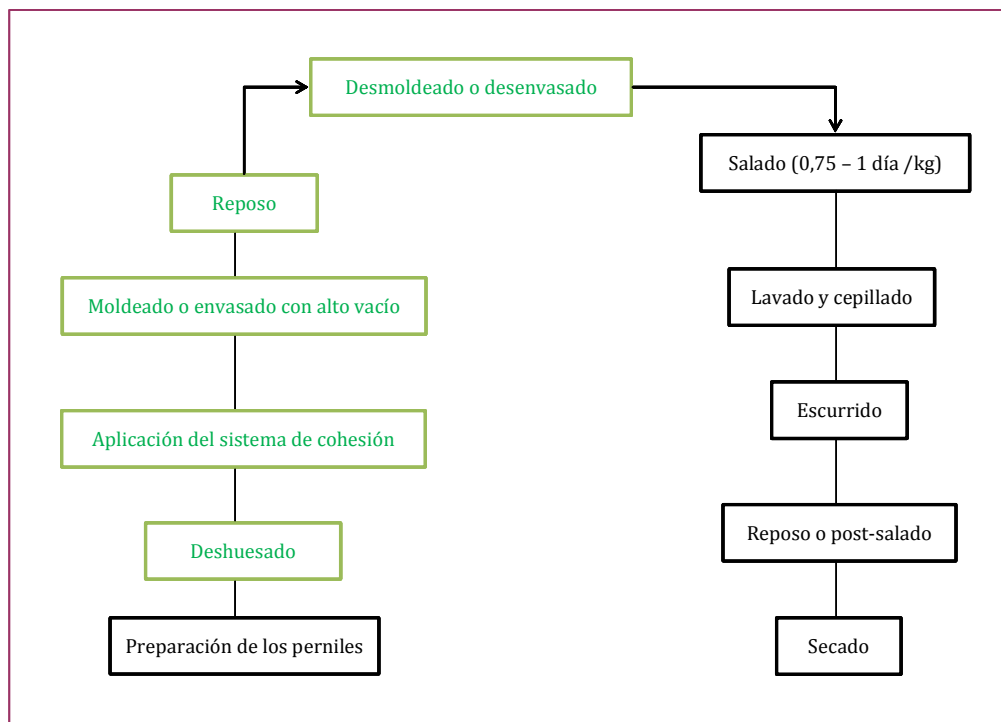 Desmoldeado o desenvasado
Salado (0,75 – 1 día /kg)
Reposo
Moldeado o envasado con alto vacío
Lavado y cepillado
Aplicación del sistema de cohesión
Escurrido
Deshuesado
Reposo o post-salado
Preparación de los perniles
Secado